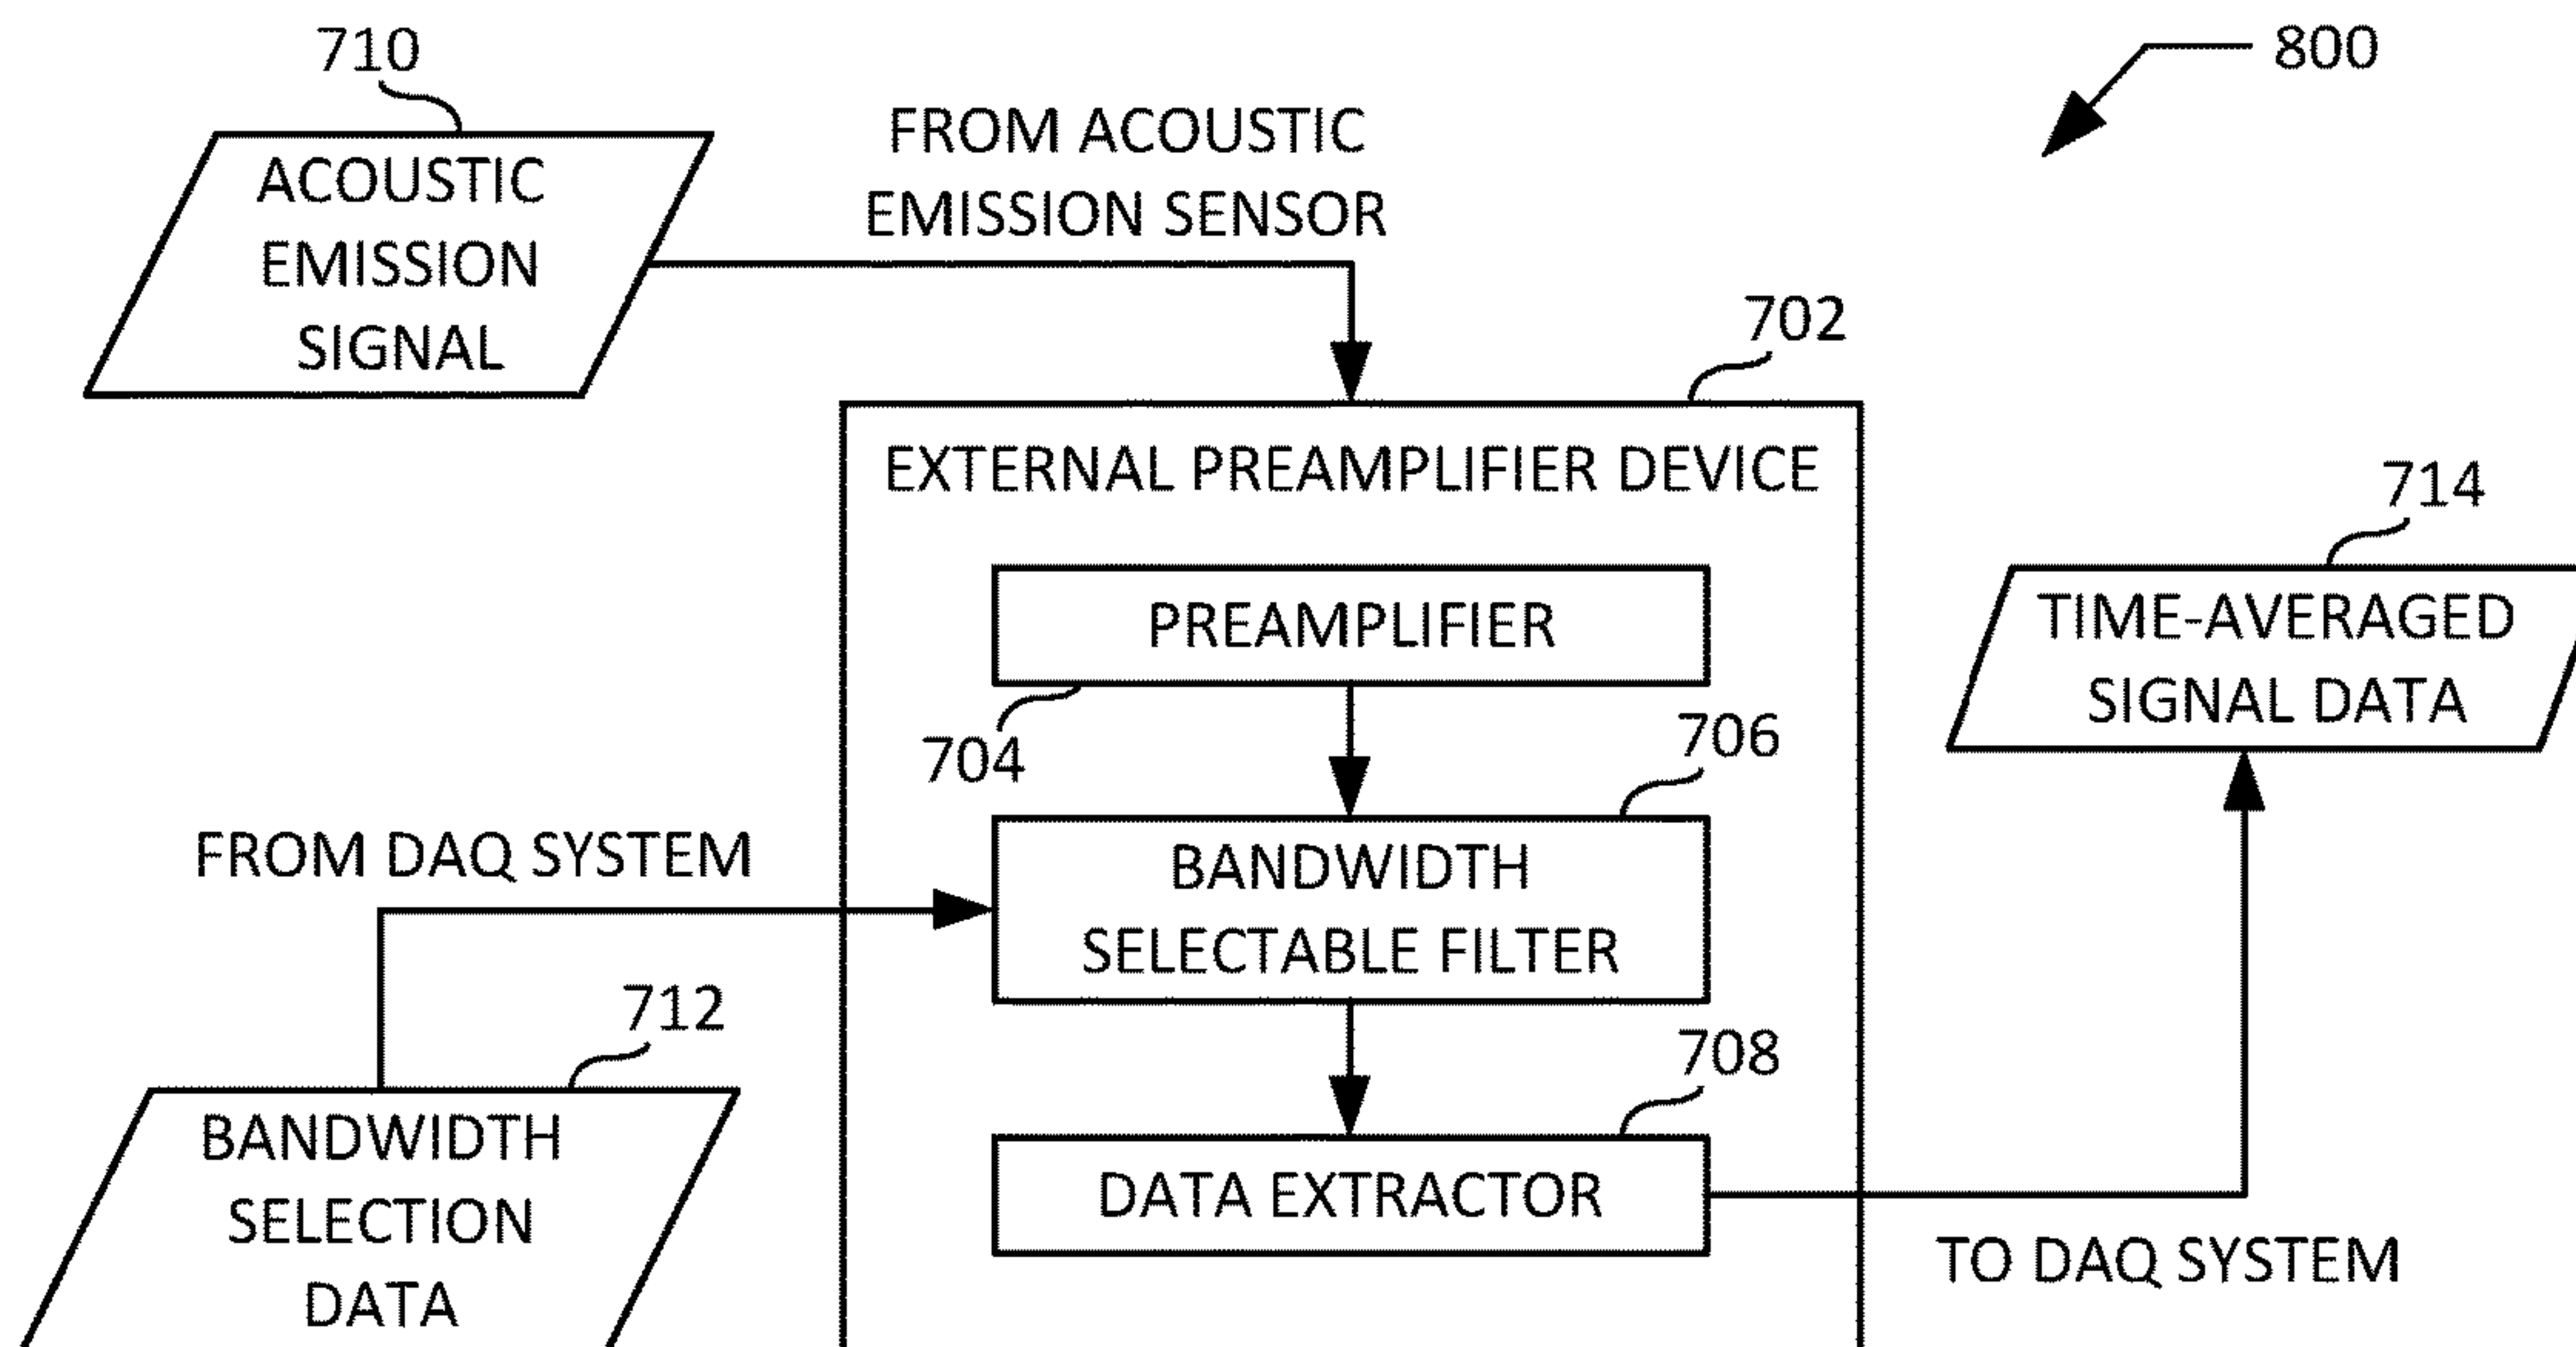 710
800
FROM ACOUSTIC
EMISSION SENSOR
ACOUSTIC
EMISSION
SIGNAL
702
EXTERNAL PREAMPLIFIER DEVICE
714
PREAMPLIFIER
TIME-AVERAGED
SIGNAL DATA
704
706
FROM DAQ SYSTEM
BANDWIDTH
SELECTABLE FILTER
712
708
BANDWIDTH
SELECTION
DATA
DATA EXTRACTOR
TO DAQ SYSTEM